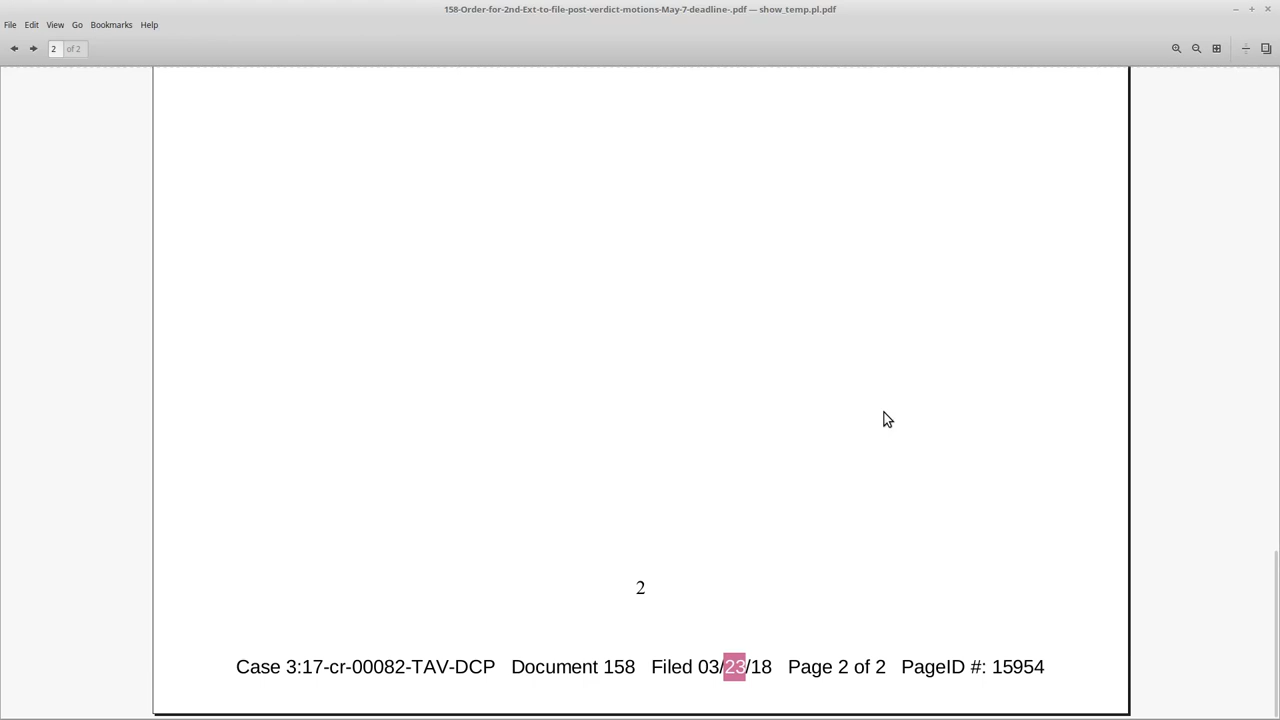 158-Order-for-2nd-Ext-to-file-post-verdict-motions-May-7-deadline-.pdf — show_temp.pl.pdf
File Edit View Go Bookmarks Help
2 of 2
2
Case 3:17-cr-00082-TAV-DCP Document 158 Filed 03/23/18 Page 2 of 2 PageID #: 15954